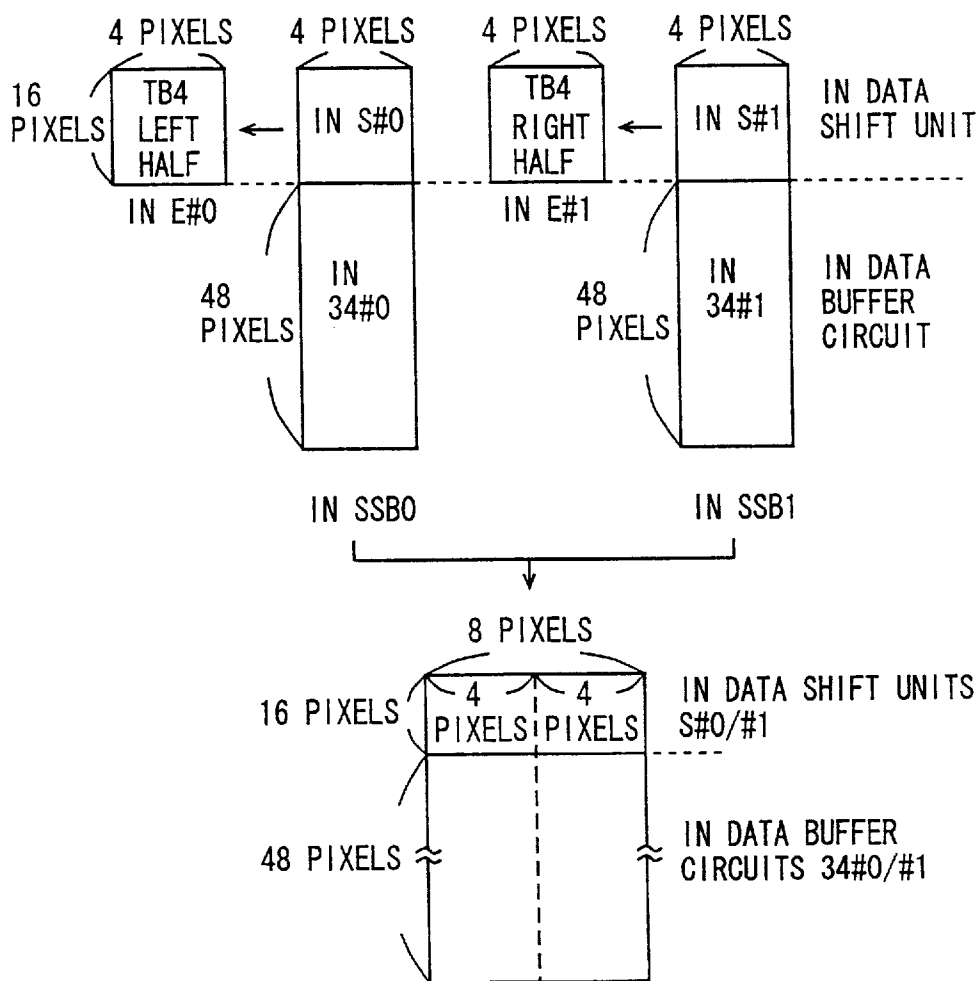 4 PIXELS 4 PIXELS 4 PIXELS 4 PIXELS
16
PIXELS
TB4
LEFT
HALF
IN S#0
TB4
RIGHT
HALF
IN S#1
IN DATA
SHIFT UNIT
IN E#0
IN E#1
48
PIXELS
IN
34#0
48
PIXELS
IN
34#1
IN DATA
BUFFER
CIRCUIT
IN SSB0
IN SSB1
8 PIXELS
16 PIXELS
4
PIXELS
4
PIXELS
IN DATA SHIFT UNITS
S#0/#1
48 PIXELS
IN DATA BUFFER
CIRCUITS 34#0/#1